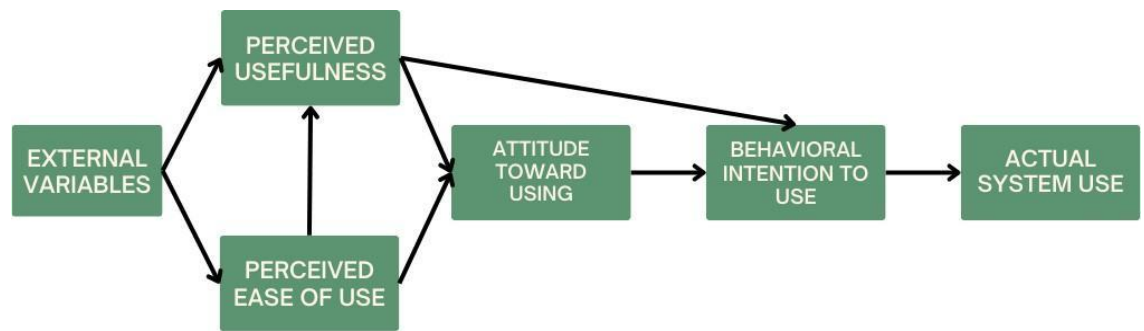 PERCEIVED
USEFULNESS
EXTERNAL
VARIABLES
PERCEIVED
EASE OF USE
ATTITUDE
TOWARD
USING
BEHAVIORAL
INTENTION TO
USE
ACTUAL
SYSTEM USE